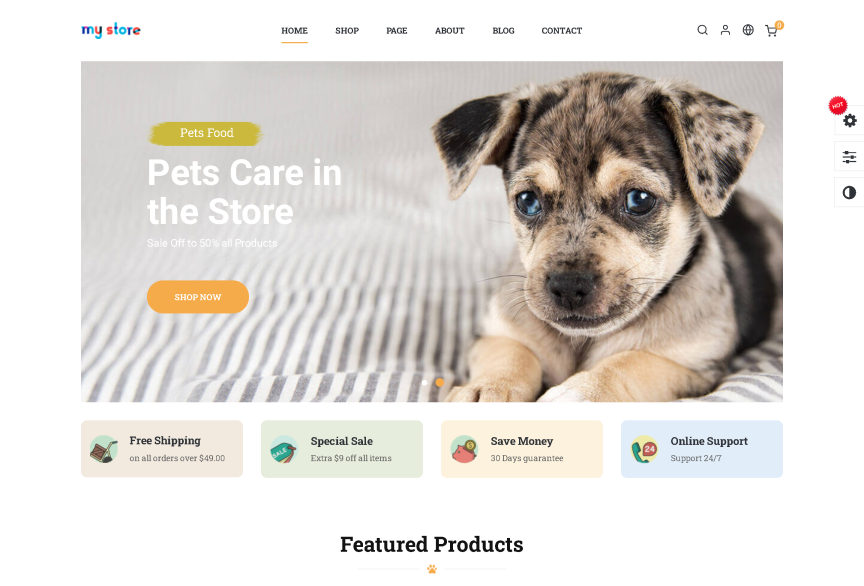 my store
HOME SHOP PAGE ABOUT BLOG CONTACT
0
HOT
Pets Food
Pets Care in
the Store
Sale Off to 50% all Products
SHOP NOW
Free Shipping
on all orders over $49.00
SALE
Special Sale
Extra $9 off all items
$
Save Money
30 Days guarantee
24
Online Support
Support 24/7
Featured Products